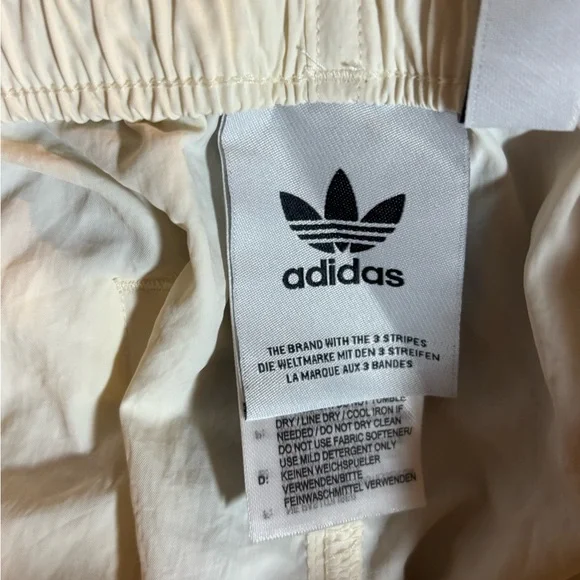 adidas
THE BRAND WITH THE 3 STRIPES
DIE WELTMARKE MIT DEN 3 STREIFEN
LA MARQUE AUX 3 BANDES
NOT TUMBLE
DRY / LINE DRY / COOL IRON IF
NEEDED / DO NOT DRY CLEAN
DO NOT USE FABRIC SOFTENER/
USE MILD DETERGENT ONLY
D: KEINEN WEICHSPUELER
VERWENDEN/BITTE
FEINWASCHMITTEL VERWENDEN